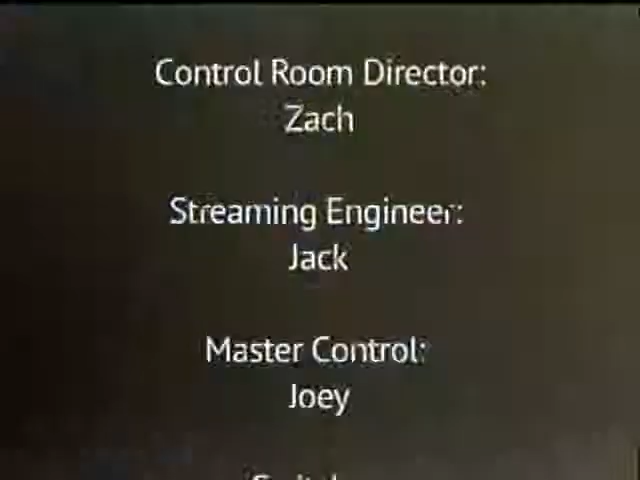 Control Room Director:
Zach
Streaming Engineer:
Jack
Master Control:
Joey